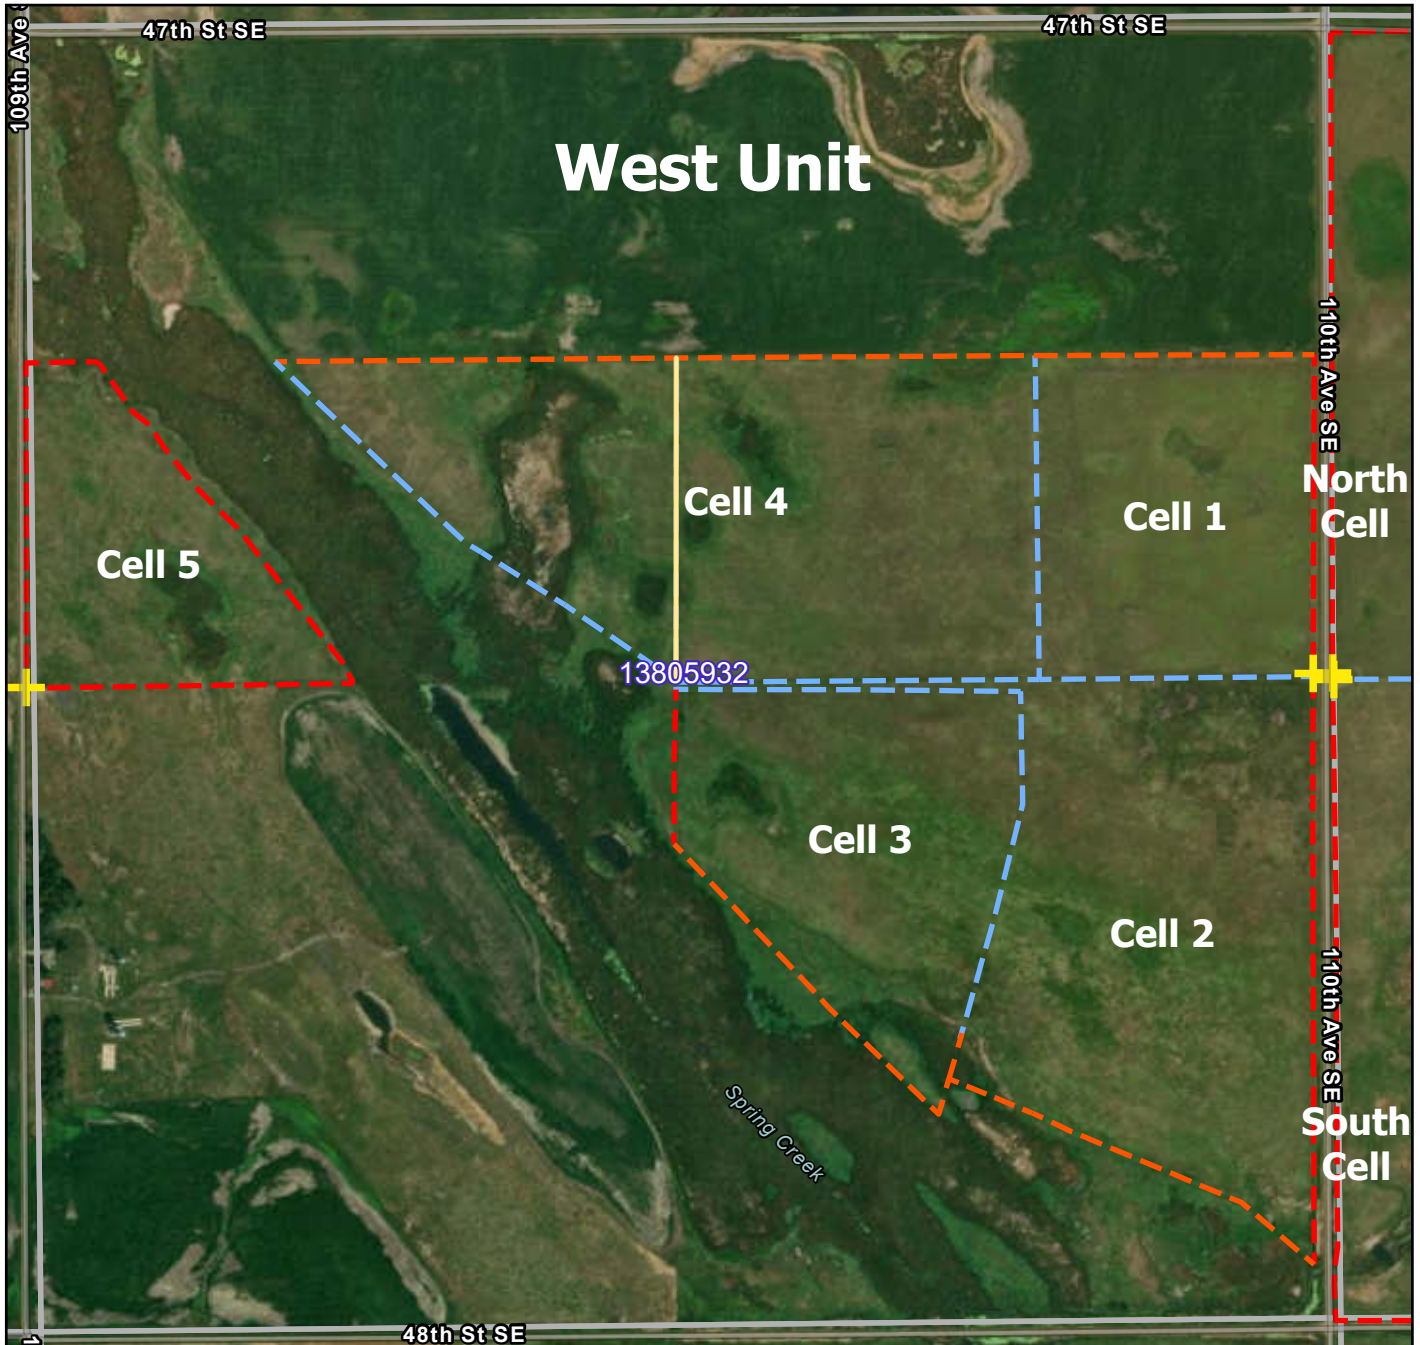 109th Ave S
47th St SE
47th St SE
West Unit
110th Ave SE
Cell 4
Cell 1
North
Cell
Cell 5
13805932
Cell 3
Cell 2
110th Ave SE
Spring Creek
South
Cell
48th St SE
1